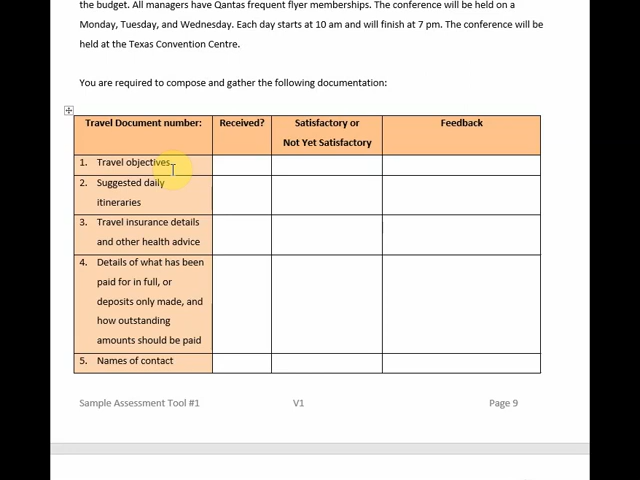 the budget. All managers have Qantas frequent flyer memberships. The conference will be held on a
Monday, Tuesday, and Wednesday. Each day starts at 10 am and will finish at 7 pm. The conference will be
held at the Texas Convention Centre.
You are required to compose and gather the following documentation:
Travel Document number: Received? Satisfactory or Feedback
Not Yet Satisfactory
1. Travel objectives
2. Suggested daily
itineraries
3. Travel insurance details
and other health advice
4. Details of what has been
paid for in full, or
deposits only made, and
how outstanding
amounts should be paid
5. Names of contact
Sample Assessment Tool #1 V1 Page 9